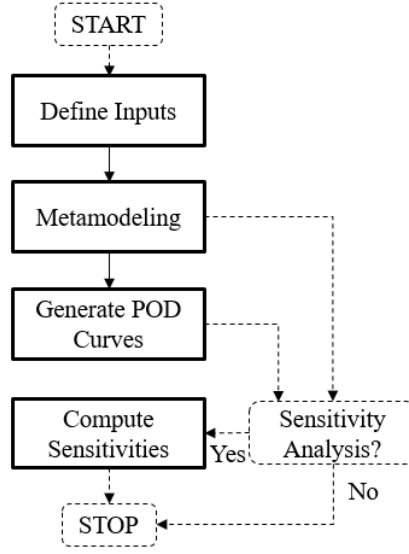 START
Define Inputs
Metamodeling
Generate POD
Curves
Compute
Sensitivities
Sensitivity
Analysis?
Yes
No
STOP